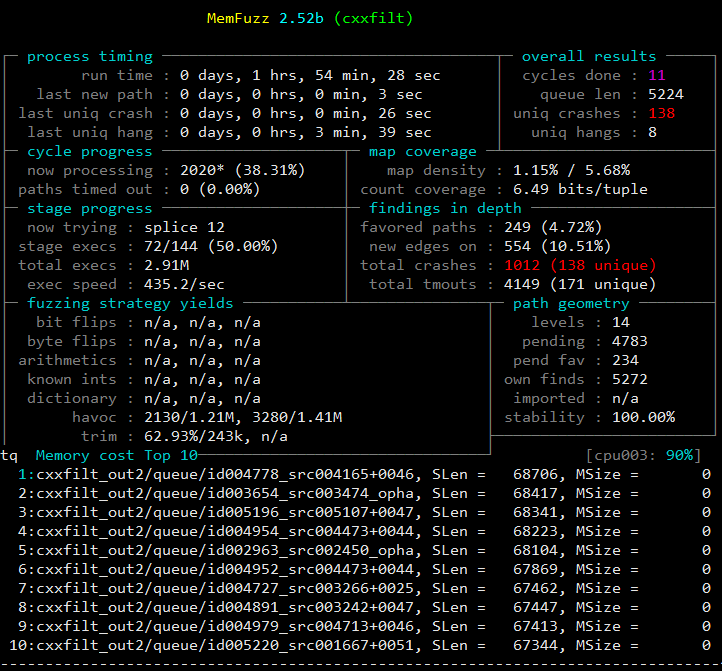 MemFuzz 2.52b (cxxfilt)
process timing overall results
run time : 0 days, 1 hrs, 54 min, 28 sec cycles done : 11
last new path : 0 days, 0 hrs, 0 min, 3 sec queue len : 5224
last uniq crash : 0 days, 0 hrs, 0 min, 26 sec uniq crashes : 138
last uniq hang : 0 days, 0 hrs, 3 min, 39 sec uniq hangs : 8
cycle progress map coverage
now processing : 2020* (38.31%) map density : 1.15% / 5.68%
paths timed out : 0 (0.00%) count coverage : 6.49 bits/tuple
stage progress findings in depth
now trying : splice 12 favored paths : 249 (4.72%)
stage execs : 72/144 (50.00%) new edges on : 554 (10.51%)
total execs : 2.91M total crashes : 1012 (138 unique)
exec speed : 435.2/sec total tmouts : 4149 (171 unique)
fuzzing strategy yields path geometry
bit flips : n/a, n/a, n/a levels : 14
byte flips : n/a, n/a, n/a pending : 4783
arithmetics : n/a, n/a, n/a pend fav : 234
known ints : n/a, n/a, n/a own finds : 5272
dictionary : n/a, n/a, n/a imported : n/a
havoc : 2130/1.21M, 3280/1.41M stability : 100.00%
trim : 62.93%/243k, n/a
tq Memory cost Top 10 [cpu003: 90%]
1:cxxfilt_out2/queue/id004778_src004165+0046, SLen = 68706, MSize = 0
2:cxxfilt_out2/queue/id003654_src003474_opha, SLen = 68417, MSize = 0
3:cxxfilt_out2/queue/id005196_src005107+0047, SLen = 68341, MSize = 0
4:cxxfilt_out2/queue/id004954_src004473+0044, SLen = 68223, MSize = 0
5:cxxfilt_out2/queue/id002963_src002450_opha, SLen = 68104, MSize = 0
6:cxxfilt_out2/queue/id004952_src004473+0044, SLen = 67869, MSize = 0
7:cxxfilt_out2/queue/id004727_src003266+0025, SLen = 67462, MSize = 0
8:cxxfilt_out2/queue/id004891_src003242+0047, SLen = 67447, MSize = 0
9:cxxfilt_out2/queue/id004979_src004713+0046, SLen = 67413, MSize = 0
10:cxxfilt_out2/queue/id005220_src001667+0051, SLen = 67344, MSize = 0